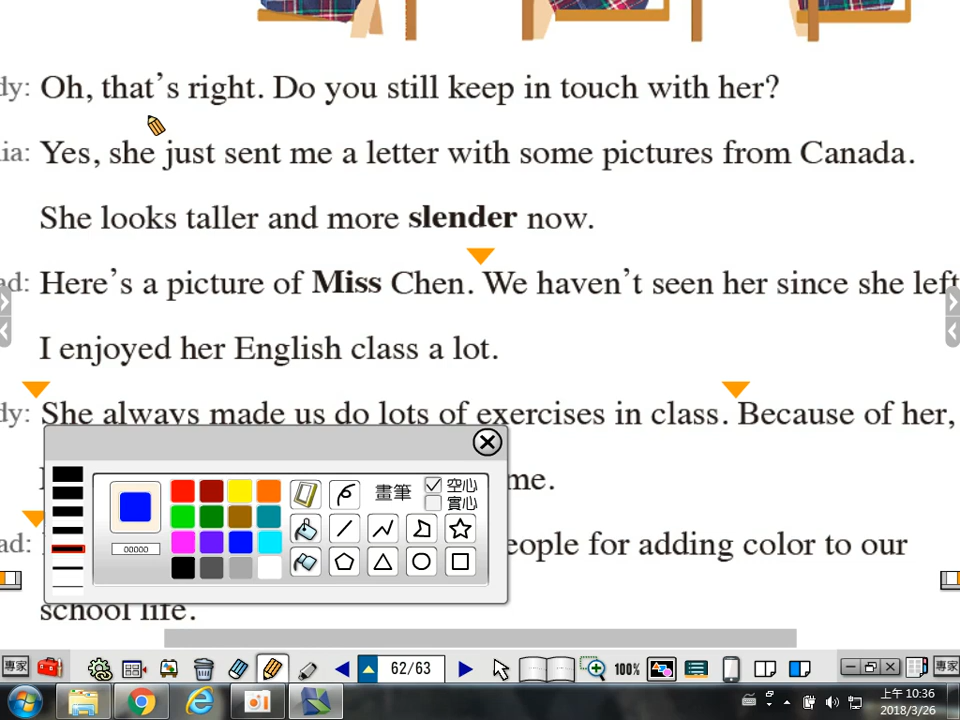 dy: Oh, that's right. Do you still keep in touch with her?
ia: Yes, she just sent me a letter with some pictures from Canada.
She looks taller and more slender now.
ad: Here's a picture of Miss Chen. We haven't seen her since she left
I enjoyed her English class a lot.
dy: She always made us do lots of exercises in class. Because of her,
me.
ad: eople for adding color to our
school life.
畫筆
空心
實心
00000
專家
62/63
100%
專家
上午 10:36
2018/3/26